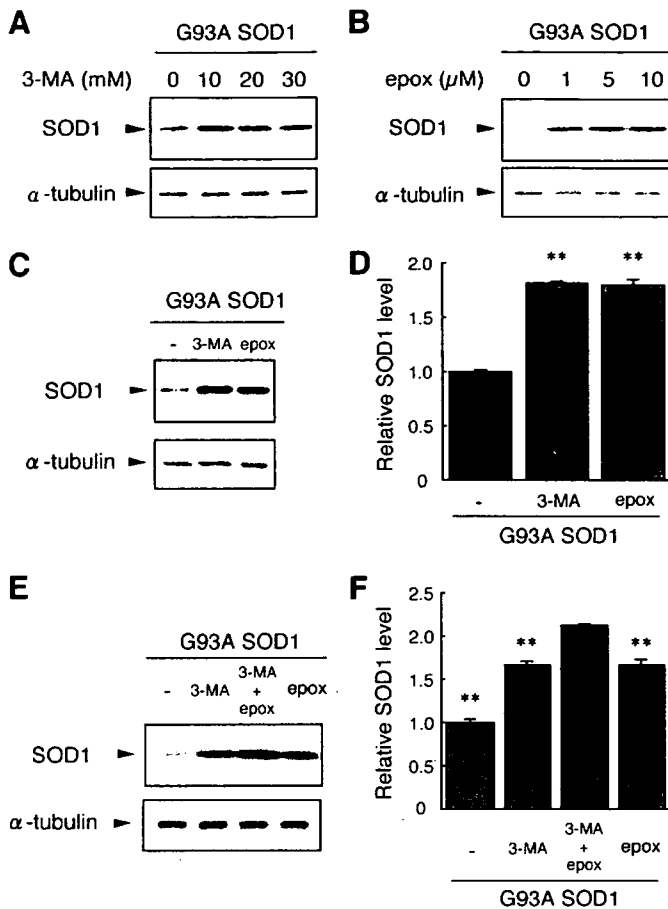 A
G93A SOD1
3-MA (mM) 0 10 20 30
SOD1
α-tubulin
B
G93A SOD1
epox (μM) 0 1 5 10
SOD1
α-tubulin
C
G93A SOD1
- 3-MA epox
SOD1
α-tubulin
D
Relative SOD1 level
2.0
1.5
1.0
0.5
0
** **
- 3-MA epox
G93A SOD1
E
G93A SOD1
- 3-MA 3-MA + epox epox
SOD1
α-tubulin
F
Relative SOD1 level
2.5
2.0
1.5
1.0
0.5
0
** ** **
- 3-MA 3-MA + epox epox
G93A SOD1